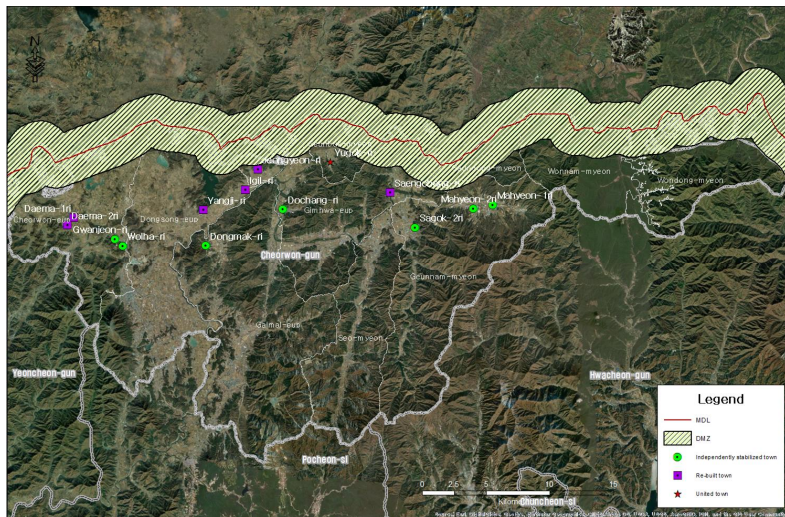 N
Yugok-ri
Igil-ri
Saengchang-ri
Wonnam-myeon
Wondong-myeon
Yangji-ri
Dochang-ri
Gimhwa-eup
Mahyeon-2ri
Mahyeon-1ri
Daema-1ri
Daema-2ri
Cheorwon-eup
Dongsong-eup
Gwanjeon-ri
Wolha-ri
Dongmak-ri
Sagok-2ri
Cheorwon-gun
Geunnam-myeon
Galmal-eup
Seo-myeon
Yeoncheon-gun
Hwacheon-gun
Pocheon-si
Chuncheon-si
Legend
MDL
DMZ
Independently stabilized town
Re-built town
United town
0 2.5 5 10 15